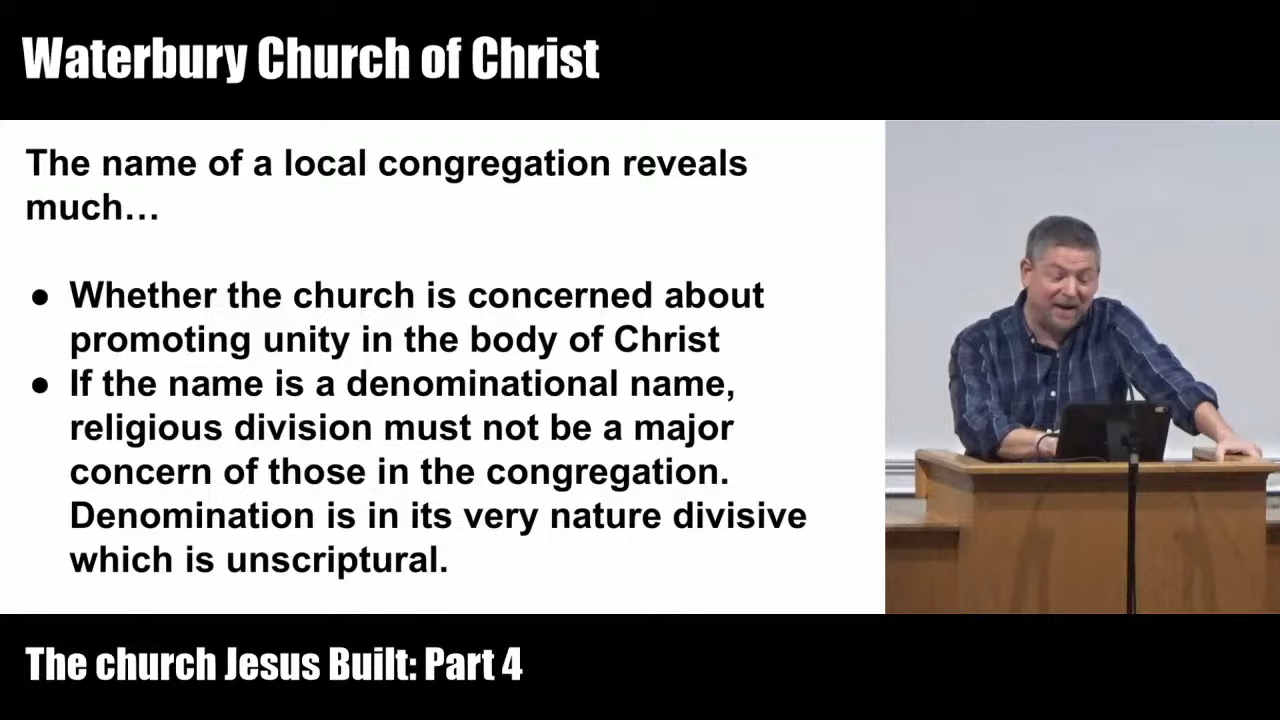 Waterbury Church of Christ
The name of a local congregation reveals
much…
● Whether the church is concerned about
promoting unity in the body of Christ
● If the name is a denominational name,
religious division must not be a major
concern of those in the congregation.
Denomination is in its very nature divisive
which is unscriptural.
The church Jesus Built: Part 4